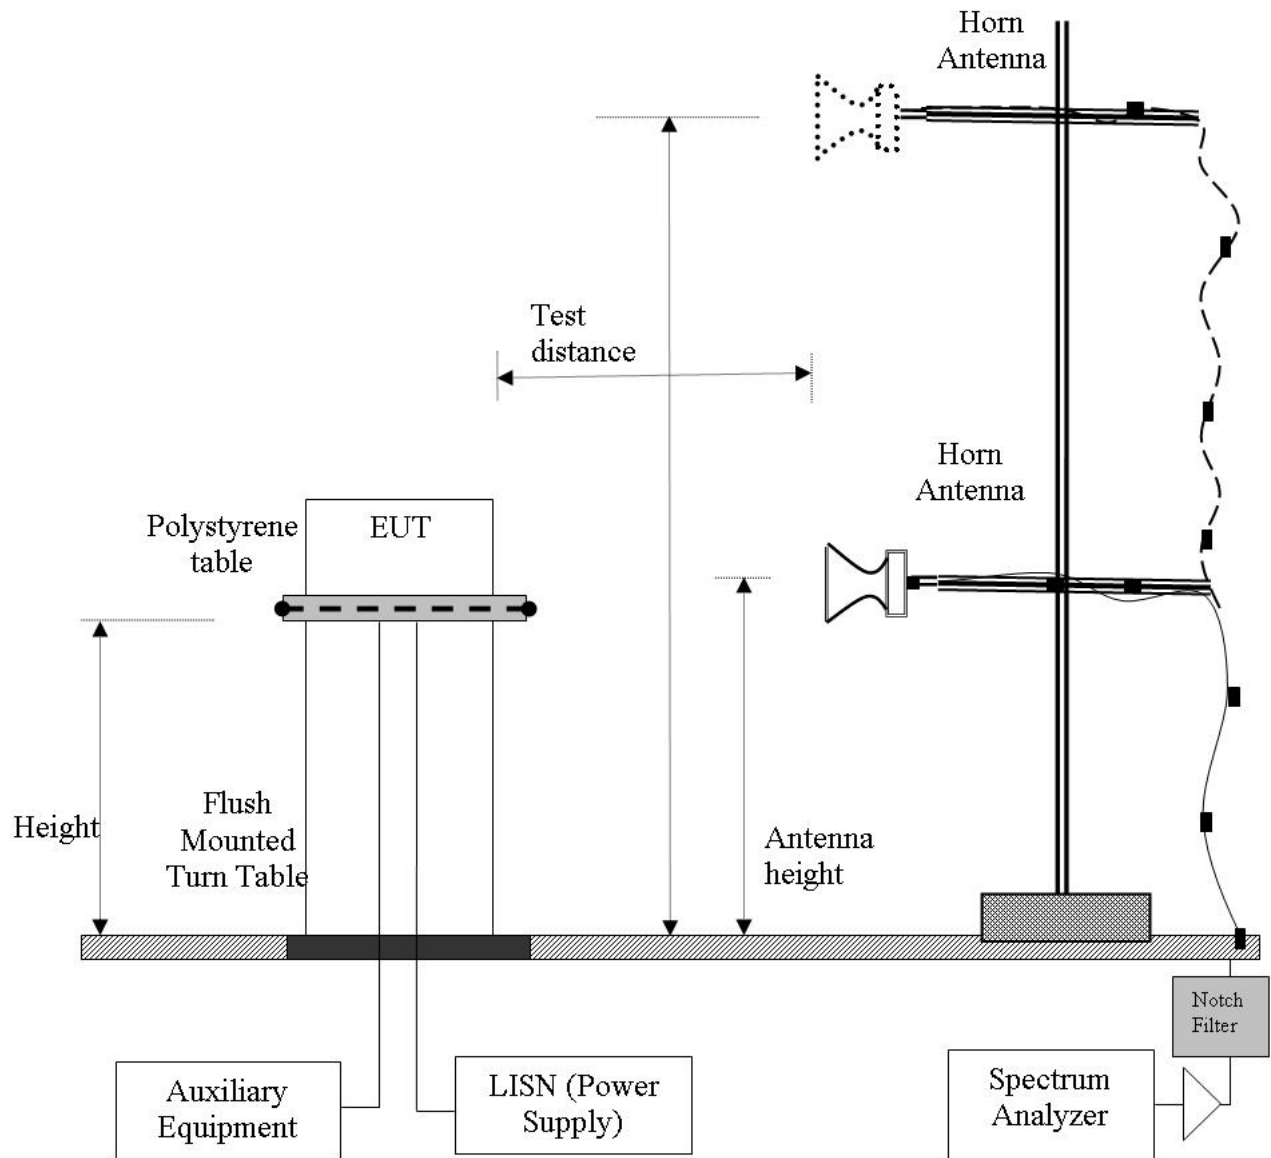 Horn
Antenna
Test
distance
Horn
Antenna
Polystyrene
table
EUT
Flush
Mounted
Turn Table
Height
Antenna
height
Notch
Filter
Auxiliary
Equipment
LISN (Power
Supply)
Spectrum
Analyzer